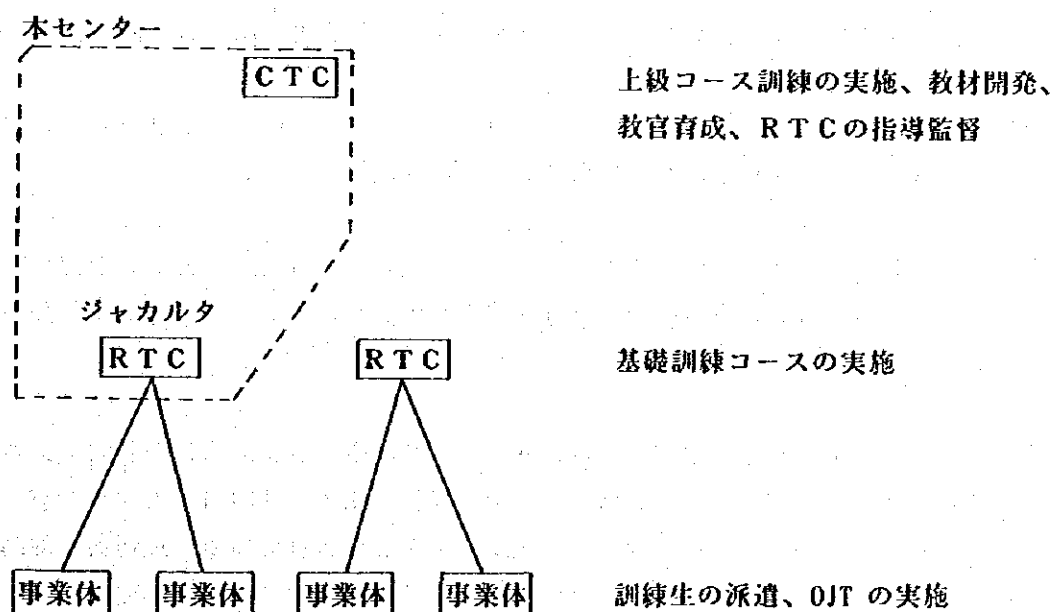 本センター
CTC
上級コース訓練の実施、教材開発、
教官育成、RTCの指導監督
ジャカルタ
RTC
RTC
基礎訓練コースの実施
事業体
事業体
事業体
事業体
訓練生の派遣、OJT の実施